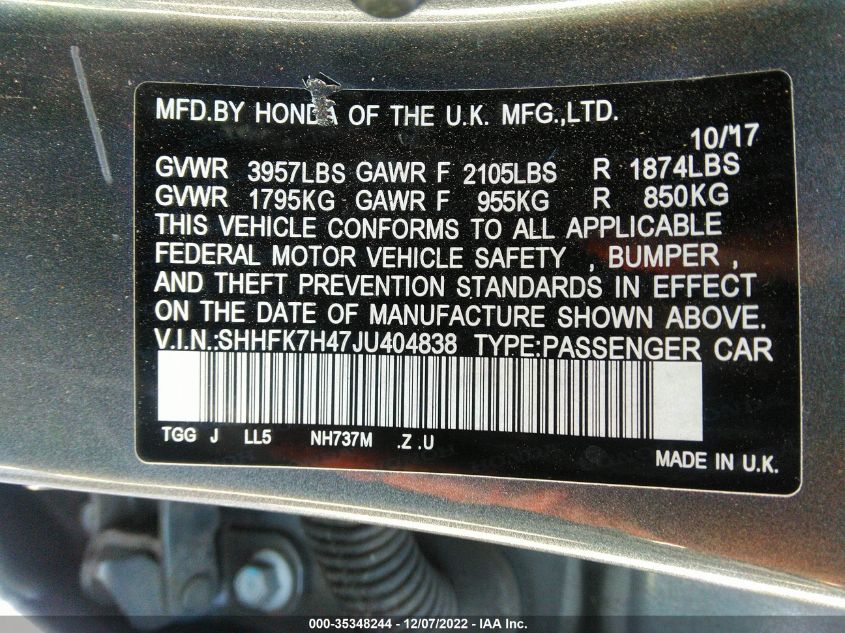 MFD.BY HONDA OF THE U.K. MFG.,LTD.
10/17
GVWR 3957LBS GAWR F 2105LBS R 1874LBS
GVWR 1795KG GAWR F 955KG R 850KG
THIS VEHICLE CONFORMS TO ALL APPLICABLE
FEDERAL MOTOR VEHICLE SAFETY , BUMPER ,
AND THEFT PREVENTION STANDARDS IN EFFECT
ON THE DATE OF MANUFACTURE SHOWN ABOVE.
V.I.N.:SHHFK7H47JU404838 TYPE:PASSENGER CAR
TGG J LL5 NH737M .Z .U
MADE IN U.K.
000-35348244 / 12/07/2022 - IAA Inc.